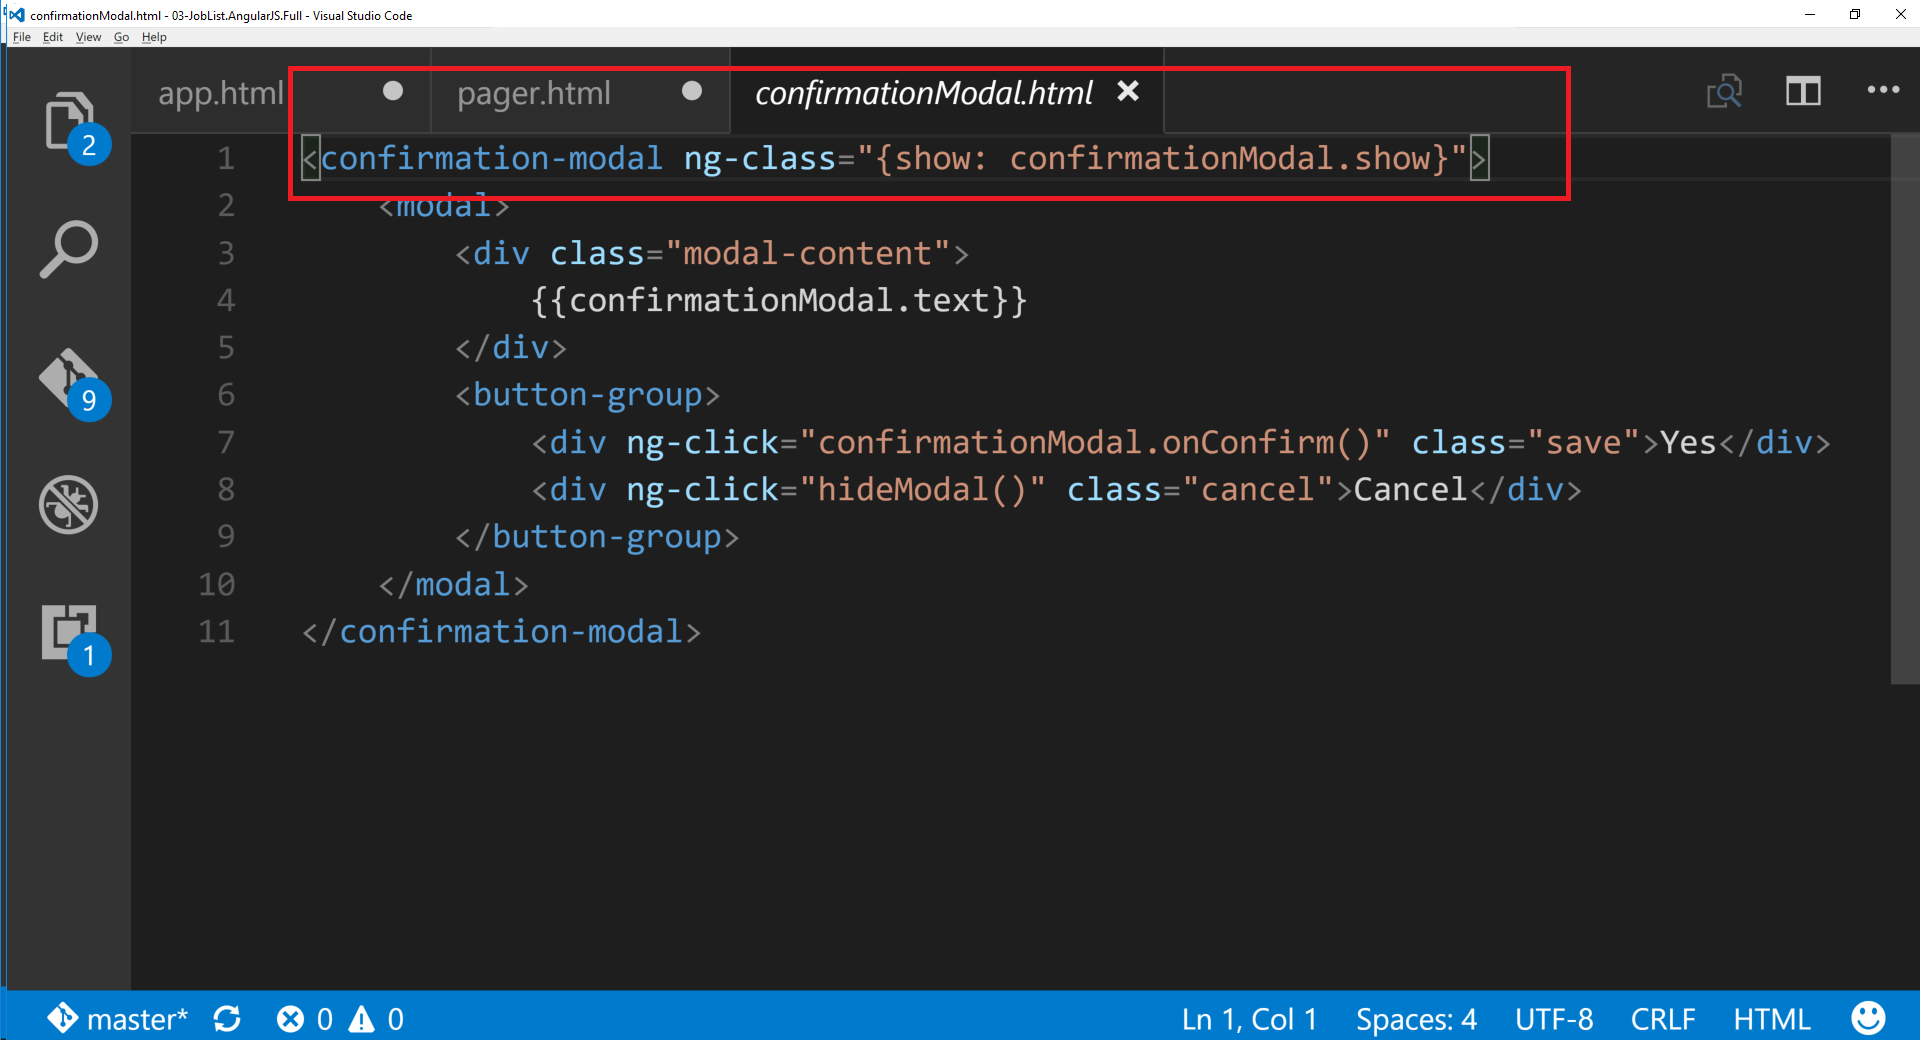 confirmationModal.html - 03-JobList.AngularJS.Full - Visual Studio Code
File Edit View Go Help
app.html pager.html confirmationModal.html
1 <confirmation-modal ng-class="{show: confirmationModal.show}">
2 <modal>
3 <div class="modal-content">
4 {{confirmationModal.text}}
5 </div>
6 <button-group>
7 <div ng-click="confirmationModal.onConfirm()" class="save">Yes</div>
8 <div ng-click="hideModal()" class="cancel">Cancel</div>
9 </button-group>
10 </modal>
11 </confirmation-modal>
2
9
1
master* 0 0 Ln 1, Col 1 Spaces: 4 UTF-8 CRLF HTML